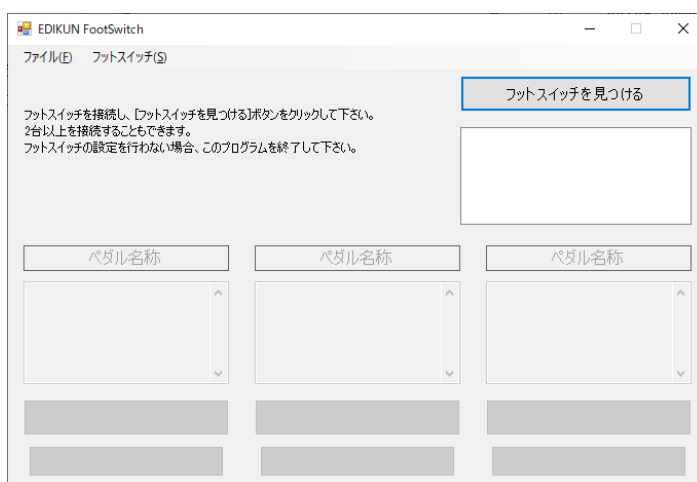 EDIKUN FootSwitch
ファイル(F) フットスイッチ(S)
フットスイッチを見つける
フットスイッチを接続し、[フットスイッチを見つける]ボタンをクリックして下さい。
2台以上を接続することもできます。
フットスイッチの設定を行わない場合、このプログラムを終了して下さい。
ペダル名称 ペダル名称 ペダル名称